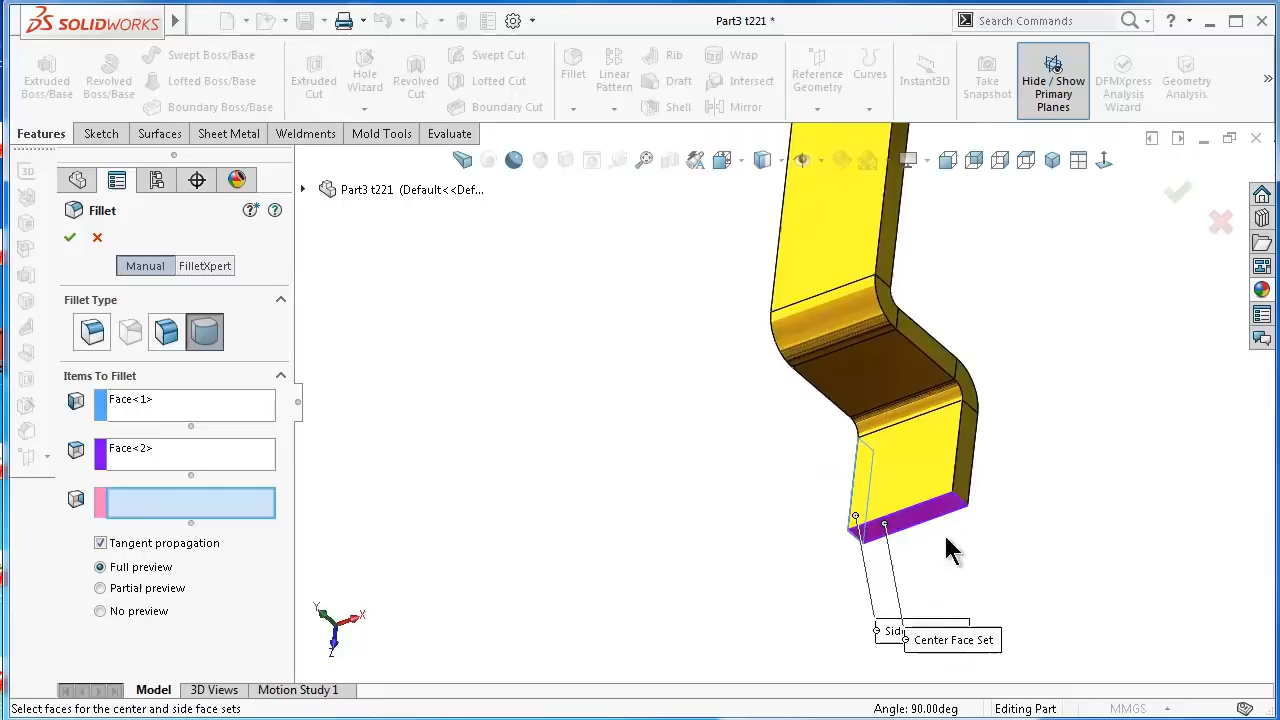 SOLIDWORKS
Part3 t221 *
Search Commands
Extruded Boss/Base
Revolved Boss/Base
Swept Boss/Base
Lofted Boss/Base
Boundary Boss/Base
Extruded Cut
Hole Wizard
Revolved Cut
Swept Cut
Lofted Cut
Boundary Cut
Fillet
Linear Pattern
Rib
Draft
Shell
Wrap
Intersect
Mirror
Reference Geometry
Curves
Instant3D
Take Snapshot
Hide / Show Primary Planes
DFMXpress Analysis Wizard
Geometry Analysis
Features
Sketch
Surfaces
Sheet Metal
Weldments
Mold Tools
Evaluate
Part3 t221 (Default<<Def...
Fillet
Manual
FilletXpert
Fillet Type
Items To Fillet
Face<1>
Face<2>
Tangent propagation
Full preview
Partial preview
No preview
Y
X
Z
Center Face Set
Model
3D Views
Motion Study 1
Select faces for the center and side face sets
Angle: 90.00deg
Editing Part
MMGS